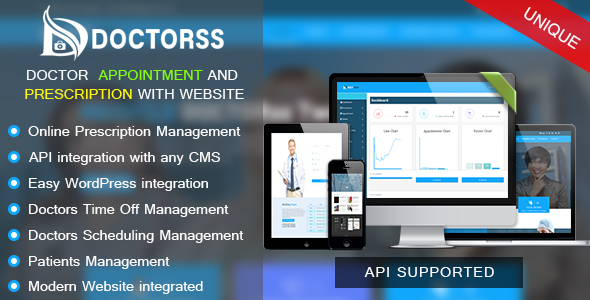 DOCTORSS
DOCTOR APPOINTMENT AND
PRESCRIPTION WITH WEBSITE
Online Prescription Management
API integration with any CMS
Easy WordPress integration
Doctors Time Off Management
Doctors Scheduling Management
Patients Management
Modern Website integrated
UNIQUE
Dashboard
API SUPPORTED